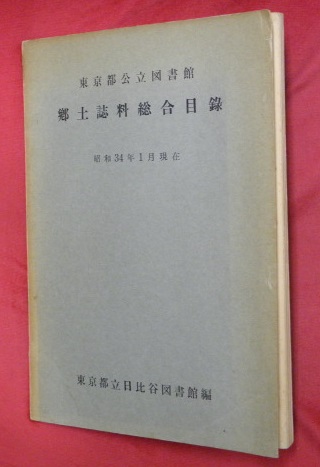 東京都公立図書館
郷土誌料総合目録
昭和34年1月現在
東京都立日比谷図書館編